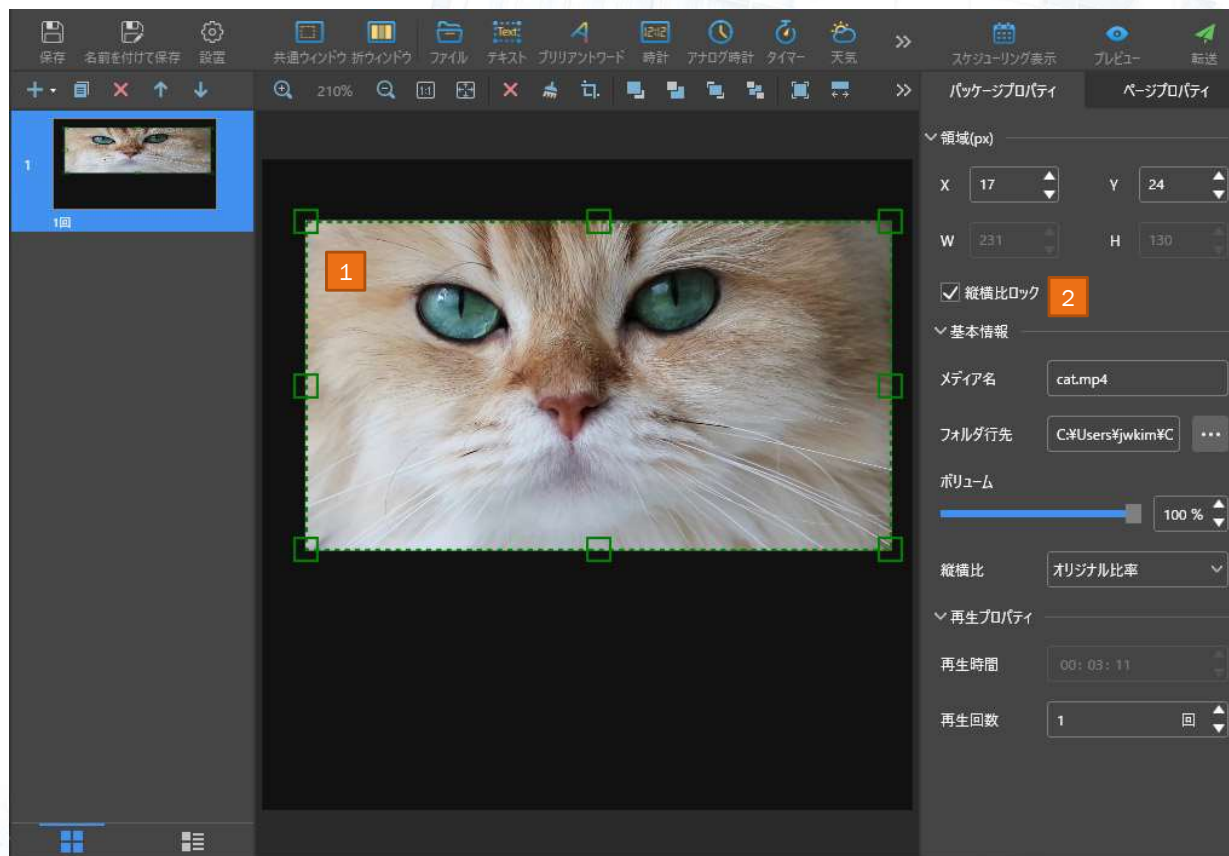 保存 名前を付けて保存 設置 共通ウィンドウ 折ウィンドウ ファイル テキスト ブリリアントワード 時計 アナログ時計 タイマー 天気 スケジューリング表示 プレビュー 転送
Text
12:12
210%
1:1
パッケージプロパティ ページプロパティ
1
1回
領域(px)
X 17 Y 24
W 231 H 130
1
縦横比ロック 2
基本情報
メディア名 cat.mp4
フォルダ行先 C:¥Users¥jwkim¥C ...
ボリューム
100 %
縦横比 オリジナル比率
再生プロパティ
再生時間 00: 03: 11
再生回数 1 回